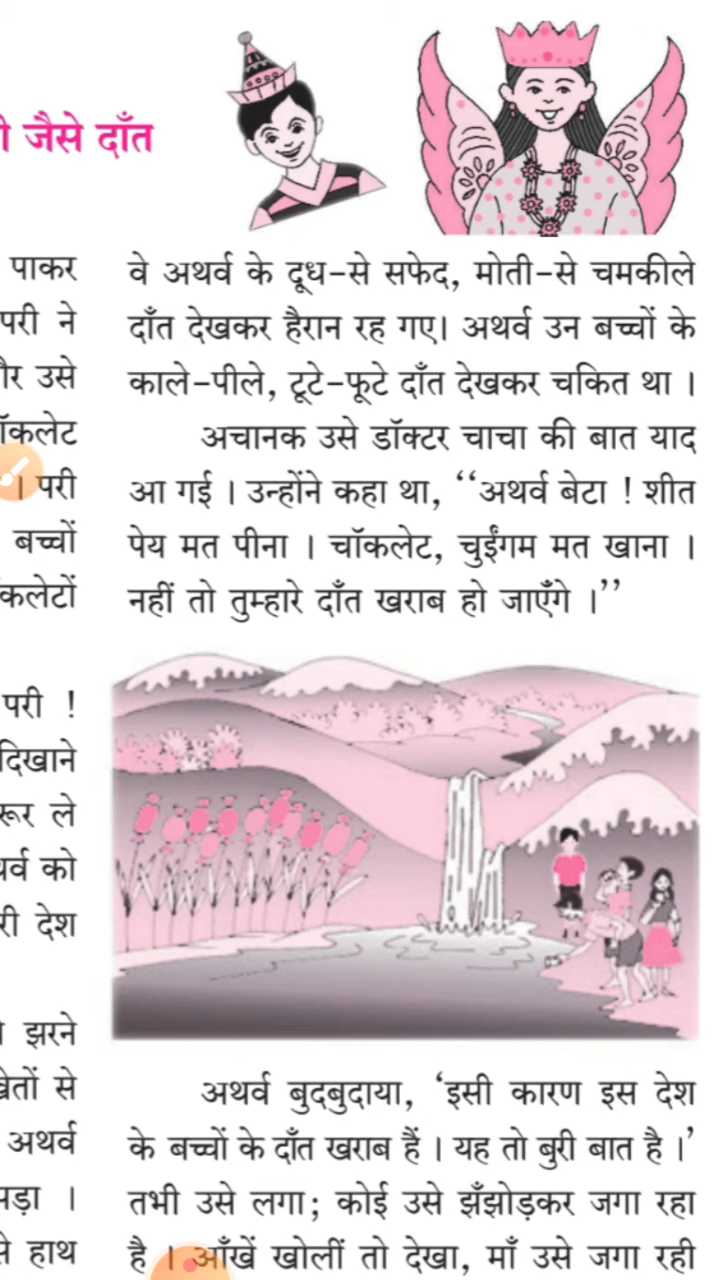 जैसे दाँत
पाकर
परी ने
उसे
परी
बच्चों
परी !
दिखाने
ले
को
देश
झरने
से
अथर्व
हाथ
वे अथर्व के दूध-से सफेद, मोती-से चमकीले
दाँत देखकर हैरान रह गए। अथर्व उन बच्चों के
काले-पीले, टूटे-फूटे दाँत देखकर चकित था ।
अचानक उसे डॉक्टर चाचा की बात याद
आ गई । उन्होंने कहा था, ‘‘अथर्व बेटा ! शीत
पेय मत पीना । चॉकलेट, चुईंगम मत खाना ।
नहीं तो तुम्हारे दाँत खराब हो जाएँगे ।’’
अथर्व बुदबुदाया, ‘इसी कारण इस देश
के बच्चों के दाँत खराब हैं । यह तो बुरी बात है ।’
तभी उसे लगा; कोई उसे झँझोड़कर जगा रहा
है । आँखें खोलीं तो देखा, माँ उसे जगा रही